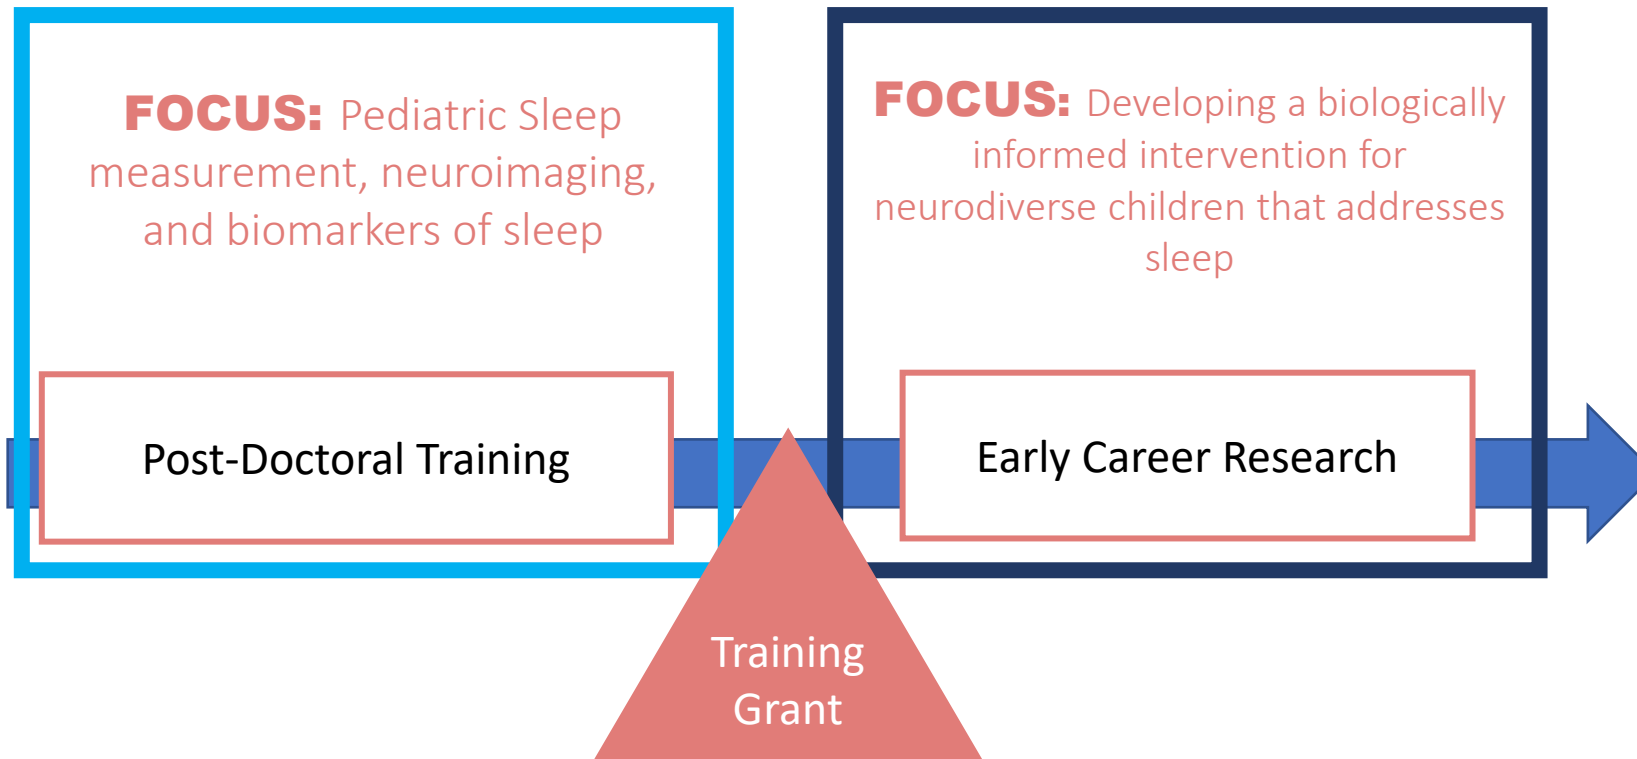 FOCUS: Pediatric Sleep
measurement, neuroimaging,
and biomarkers of sleep
FOCUS: Developing a biologically
informed intervention for
neurodiverse children that addresses
sleep
Post-Doctoral Training
Early Career Research
Training
Grant